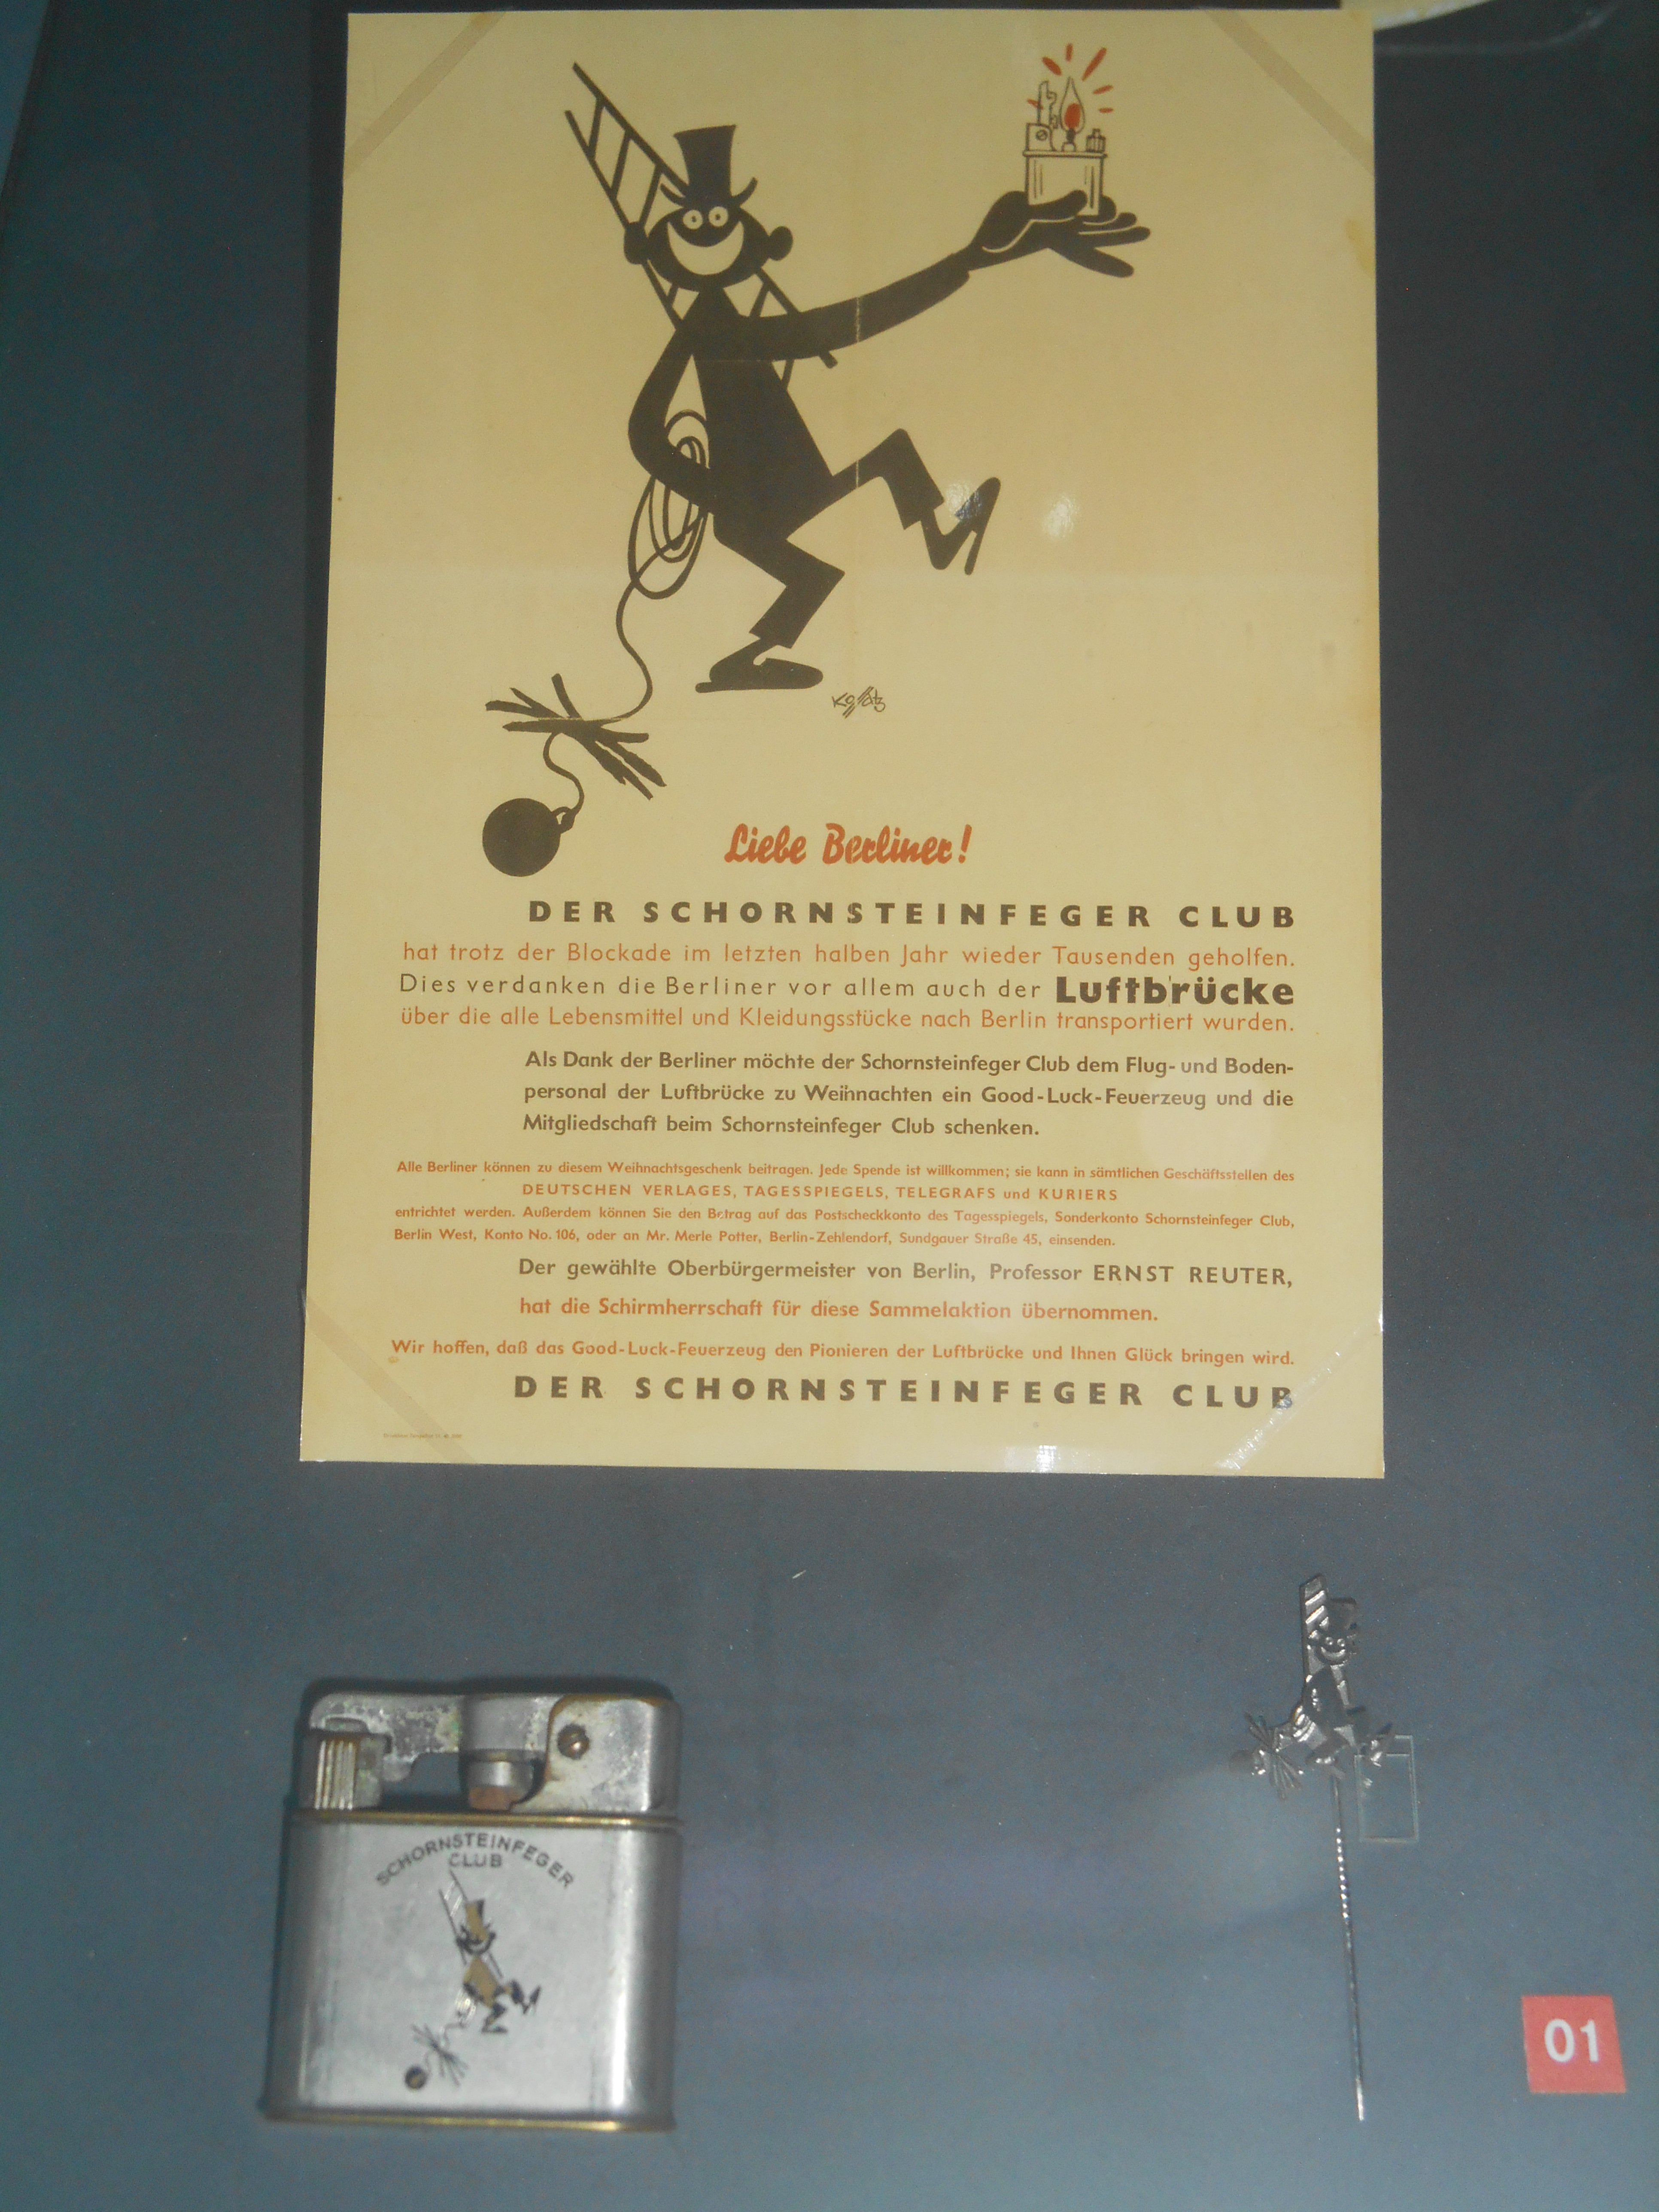 Kollatz
Liebe Berliner!
DER SCHORNSTEINFEGER CLUB
hat trotz der Blockade im letzten halben Jahr wieder Tausenden geholfen.
Dies verdanken die Berliner vor allem auch der Luftbrücke
über die alle Lebensmittel und Kleidungsstücke nach Berlin transportiert wurden.
Als Dank der Berliner möchte der Schornsteinfeger Club dem Flug- und Boden-
personal der Luftbrücke zu Weihnachten ein Good-Luck-Feuerzeug und die
Mitgliedschaft beim Schornsteinfeger Club schenken.
Alle Berliner können zu diesem Weihnachtsgeschenk beitragen. Jede Spende ist willkommen; sie kann in sämtlichen Geschäftsstellen des
DEUTSCHEN VERLAGES, TAGESSPIEGELS, TELEGRAFS und KURIERS
entrichtet werden. Außerdem können Sie den Betrag auf das Postscheckkonto des Tagesspiegels, Sonderkonto Schornsteinfeger Club,
Berlin West, Konto No. 106, oder an Mr. Merle Potter, Berlin-Zehlendorf, Sundgauer Straße 45, einsenden.
Der gewählte Oberbürgermeister von Berlin, Professor ERNST REUTER,
hat die Schirmherrschaft für diese Sammelaktion übernommen.
Wir hoffen, daß das Good-Luck-Feuerzeug den Pionieren der Luftbrücke und Ihnen Glück bringen wird.
DER SCHORNSTEINFEGER CLUB
SCHORNSTEINFEGER
CLUB
01